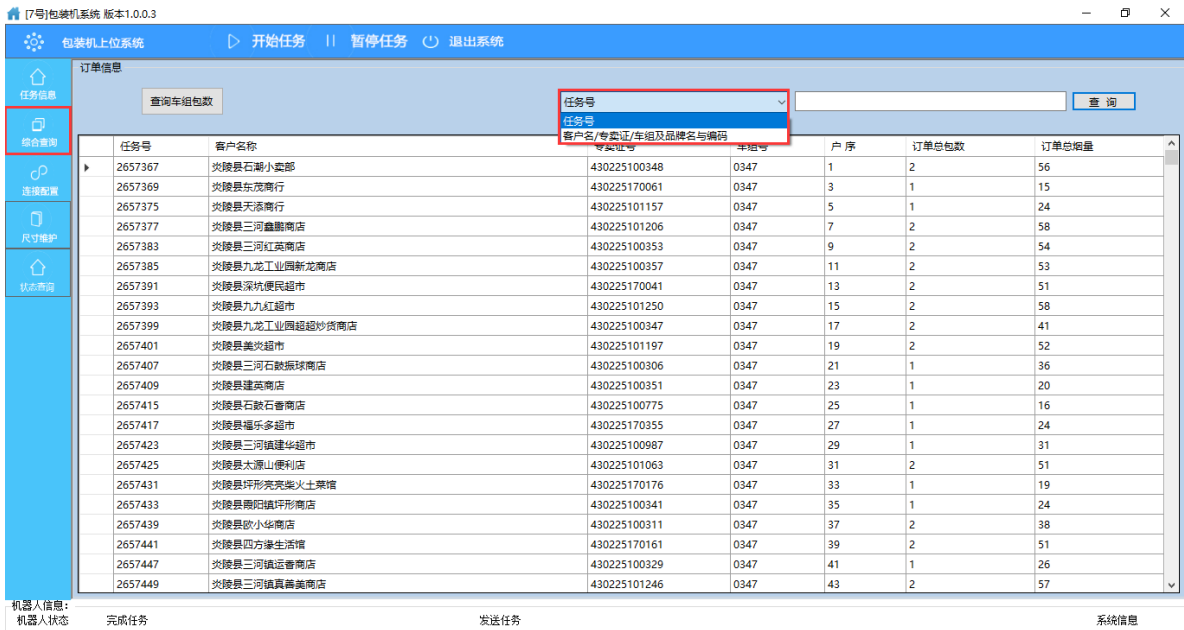 [7号]包装机系统 版本1.0.0.3
包装机上位系统 开始任务 暂停任务 退出系统
任务信息
综合查询
连接配置
尺寸维护
状态查询
订单信息
查询车组包数 任务号 查 询
任务号
客户名/专卖证/车组及品牌名与编码
任务号 客户名称 专卖证号 车组号 户 序 订单总包数 订单总烟量
2657367 炎陵县石潮小卖部 430225100348 0347 1 2 56
2657369 炎陵县东茂商行 430225170061 0347 3 1 15
2657375 炎陵县天添商行 430225101157 0347 5 1 24
2657377 炎陵县三河鑫鹏商店 430225101206 0347 7 2 58
2657383 炎陵县三河红英商店 430225100353 0347 9 2 54
2657385 炎陵县九龙工业园新龙商店 430225100357 0347 11 2 53
2657391 炎陵县深坑便民超市 430225170041 0347 13 2 51
2657393 炎陵县九九红超市 430225101250 0347 15 2 58
2657399 炎陵县九龙工业园超超炒货商店 430225100347 0347 17 2 41
2657401 炎陵县美炎超市 430225101197 0347 19 2 52
2657407 炎陵县三河石鼓振球商店 430225100306 0347 21 1 36
2657409 炎陵县建英商店 430225100351 0347 23 1 20
2657415 炎陵县石鼓石香商店 430225100775 0347 25 1 16
2657417 炎陵县福乐多超市 430225170355 0347 27 1 24
2657423 炎陵县三河镇建华超市 430225100987 0347 29 1 31
2657425 炎陵县太源山便利店 430225101063 0347 31 2 51
2657431 炎陵县坪形亮亮柴火土菜馆 430225170176 0347 33 1 19
2657433 炎陵县霞阳镇坪形商店 430225100341 0347 35 1 24
2657439 炎陵县欧小华商店 430225100311 0347 37 2 38
2657441 炎陵县四方缘生活馆 430225170161 0347 39 2 51
2657447 炎陵县三河镇运香商店 430225100329 0347 41 1 26
2657449 炎陵县三河镇真善美商店 430225101246 0347 43 2 57
机器人信息:
机器人状态 完成任务 发送任务 系统信息